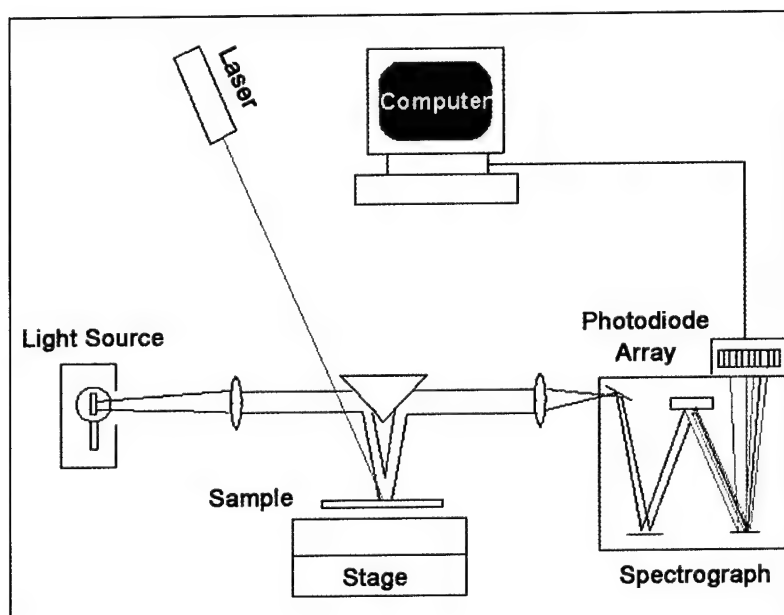 Laser
Computer
Light Source
Photodiode
Array
Sample
Stage
Spectrograph